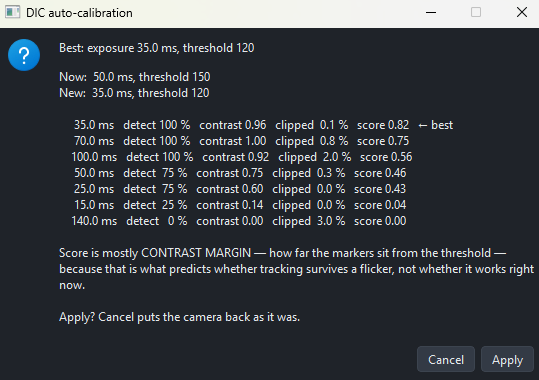 DIC auto-calibration
Best: exposure 35.0 ms, threshold 120
Now: 50.0 ms, threshold 150
New: 35.0 ms, threshold 120
35.0 ms detect 100 % contrast 0.96 clipped 0.1 % score 0.82 ← best
70.0 ms detect 100 % contrast 1.00 clipped 0.8 % score 0.75
100.0 ms detect 100 % contrast 0.92 clipped 2.0 % score 0.56
50.0 ms detect 75 % contrast 0.75 clipped 0.3 % score 0.46
25.0 ms detect 75 % contrast 0.60 clipped 0.0 % score 0.43
15.0 ms detect 25 % contrast 0.14 clipped 0.0 % score 0.04
140.0 ms detect 0 % contrast 0.00 clipped 3.0 % score 0.00
Score is mostly CONTRAST MARGIN — how far the markers sit from the threshold —
because that is what predicts whether tracking survives a flicker, not whether it works right
now.
Apply? Cancel puts the camera back as it was.
Cancel Apply